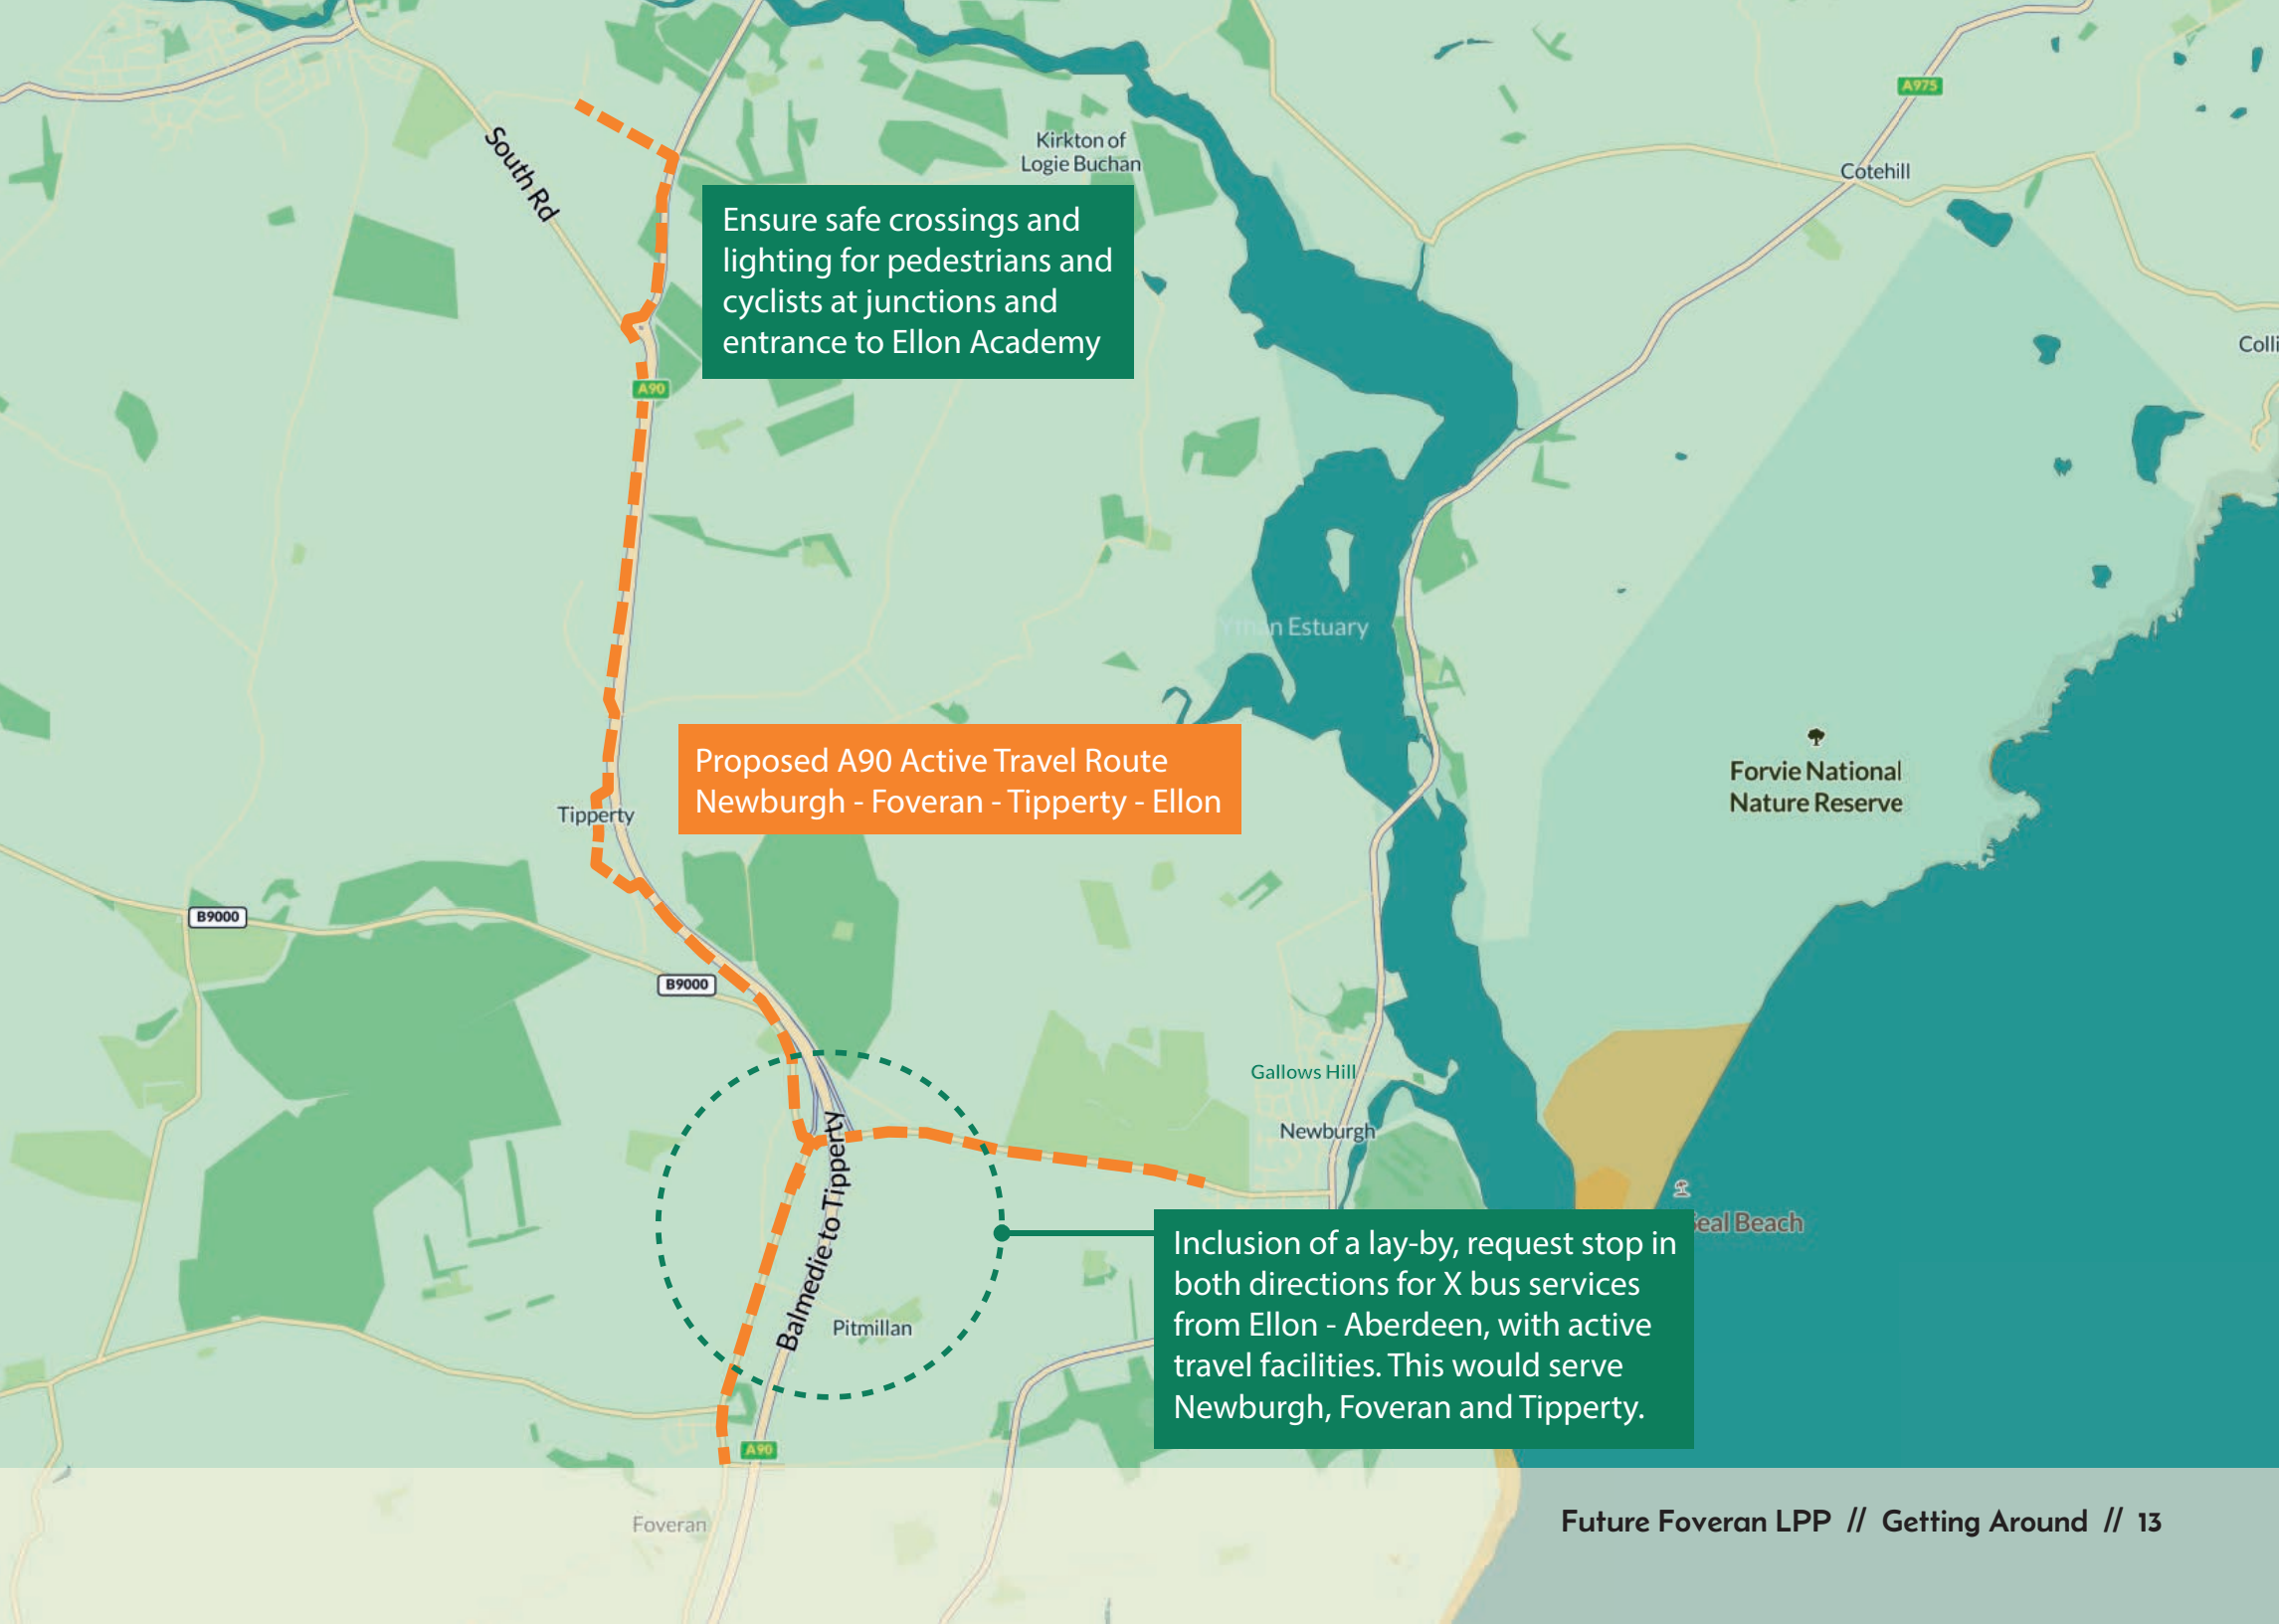 A975
South Rd
Kirkton of
Logie Buchan
Cotehill
Ensure safe crossings and
lighting for pedestrians and
cyclists at junctions and
entrance to Ellon Academy
Colli
A90
Ythan Estuary
Proposed A90 Active Travel Route
Newburgh - Foveran - Tipperty - Ellon
Forvie National
Nature Reserve
Tipperty
B9000
B9000
Gallows Hill
Newburgh
Balmedie to Tipperty
Seal Beach
Inclusion of a lay-by, request stop in
both directions for X bus services
from Ellon - Aberdeen, with active
travel facilities. This would serve
Newburgh, Foveran and Tipperty.
Pitmillan
A90
Foveran
Future Foveran LPP // Getting Around // 13